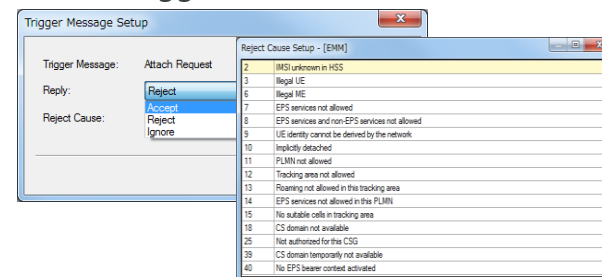 Trigger Message Setup
Trigger Message: Attach Request
Reply: Reject
Accept
Reject
Ignore
Reject Cause:
Reject Cause Setup - [EMM]
2 IMSI unknown in HSS
3 Illegal UE
6 Illegal ME
7 EPS services not allowed
8 EPS services and non-EPS services not allowed
9 UE identity cannot be derived by the network
10 Implicitly detached
11 PLMN not allowed
12 Tracking area not allowed
13 Roaming not allowed in this tracking area
14 EPS services not allowed in this PLMN
15 No suitable cells in tracking area
18 CS domain not available
25 Not authorized for this CSG
39 CS domain temporarily not available
40 No EPS bearer context activated